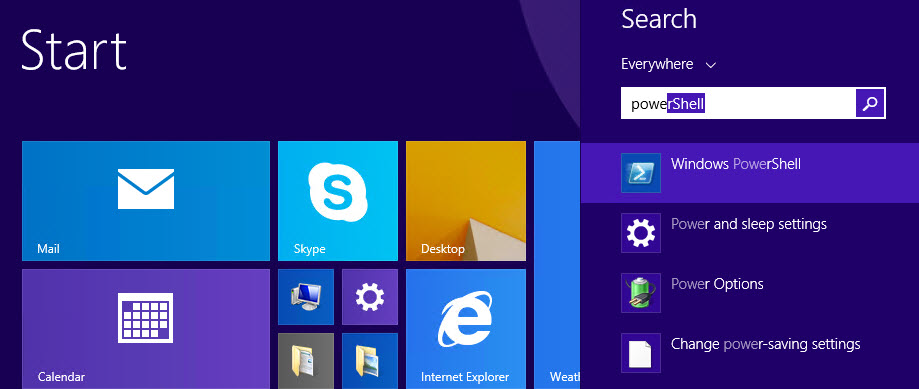 Start
Mail
Skype
Desktop
Calendar
Internet Explorer
Weath
Search
Everywhere
powerShell
Windows PowerShell
Power and sleep settings
Power Options
Change power-saving settings